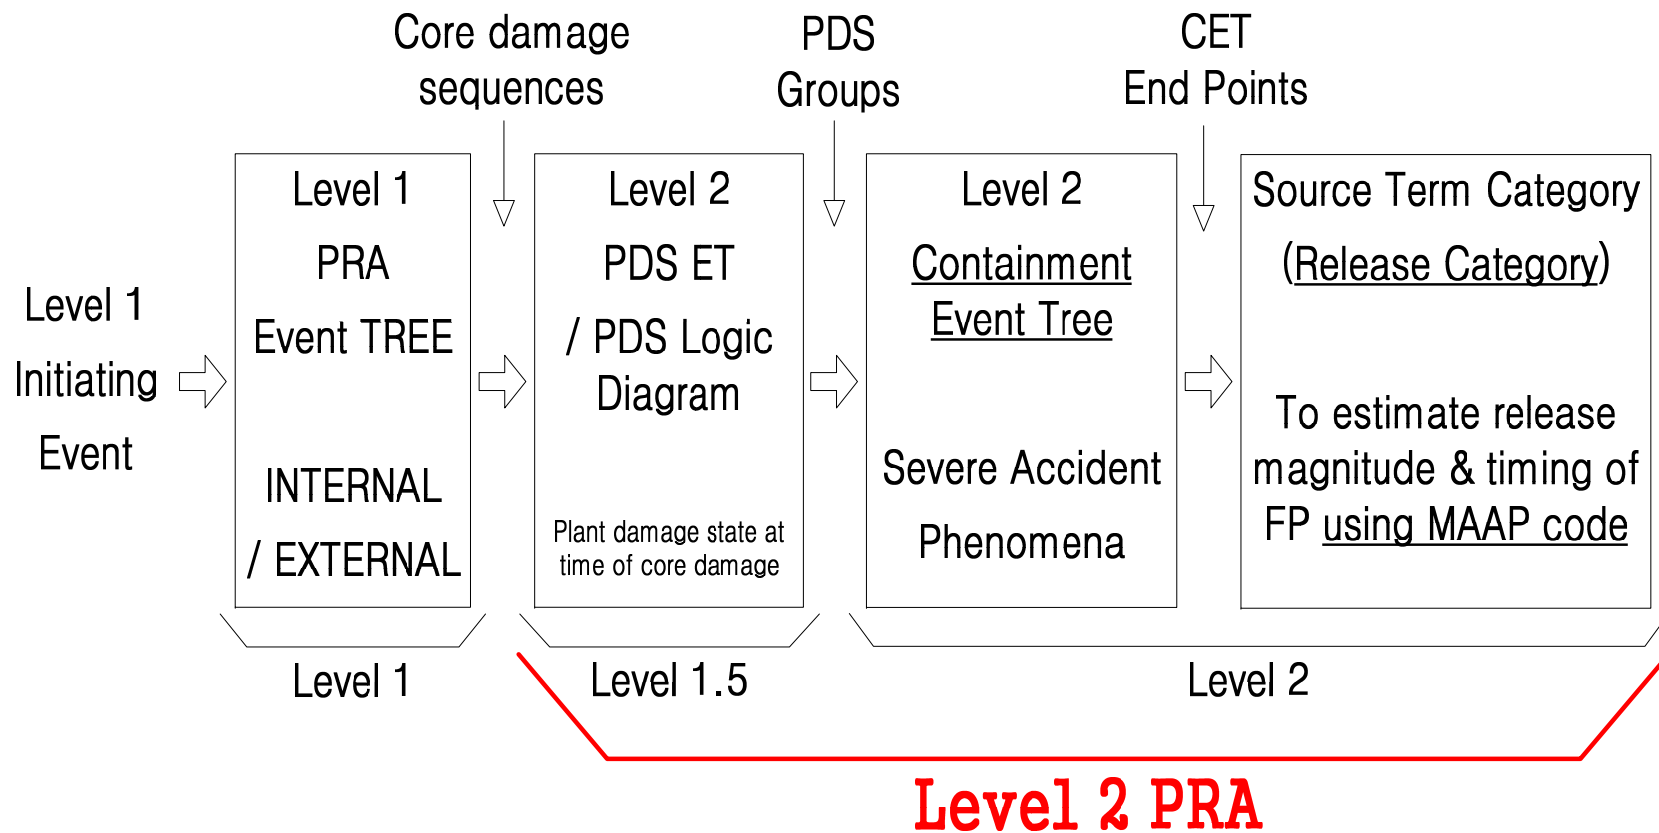 Core damage
sequences
PDS
Groups
CET
End Points
Level 1
Initiating
Event
Level 1
PRA
Event TREE
INTERNAL
/ EXTERNAL
Level 2
PDS ET
/ PDS Logic
Diagram
Plant damage state at
time of core damage
Level 2
Containment
Event Tree
Severe Accident
Phenomena
Source Term Category
(Release Category)
To estimate release
magnitude & timing of
FP using MAAP code
Level 1
Level 1.5
Level 2
Level 2 PRA